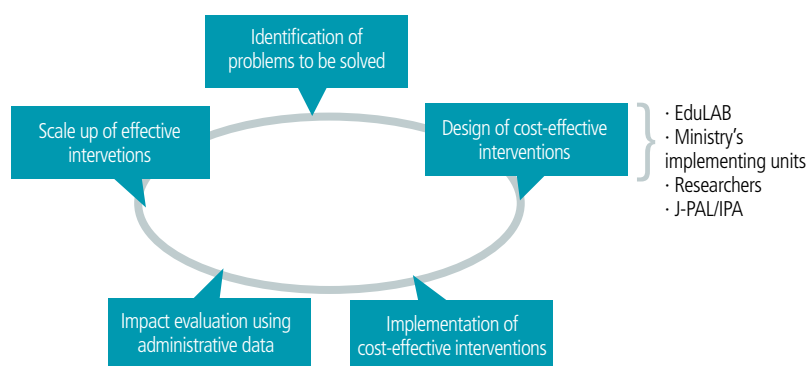 Identification of
problems to be solved
Scale up of effective
intervetions
Design of cost-effective
interventions
· EduLAB
· Ministry's
implementing units
· Researchers
· J-PAL/IPA
Impact evaluation using
administrative data
Implementation of
cost-effective interventions